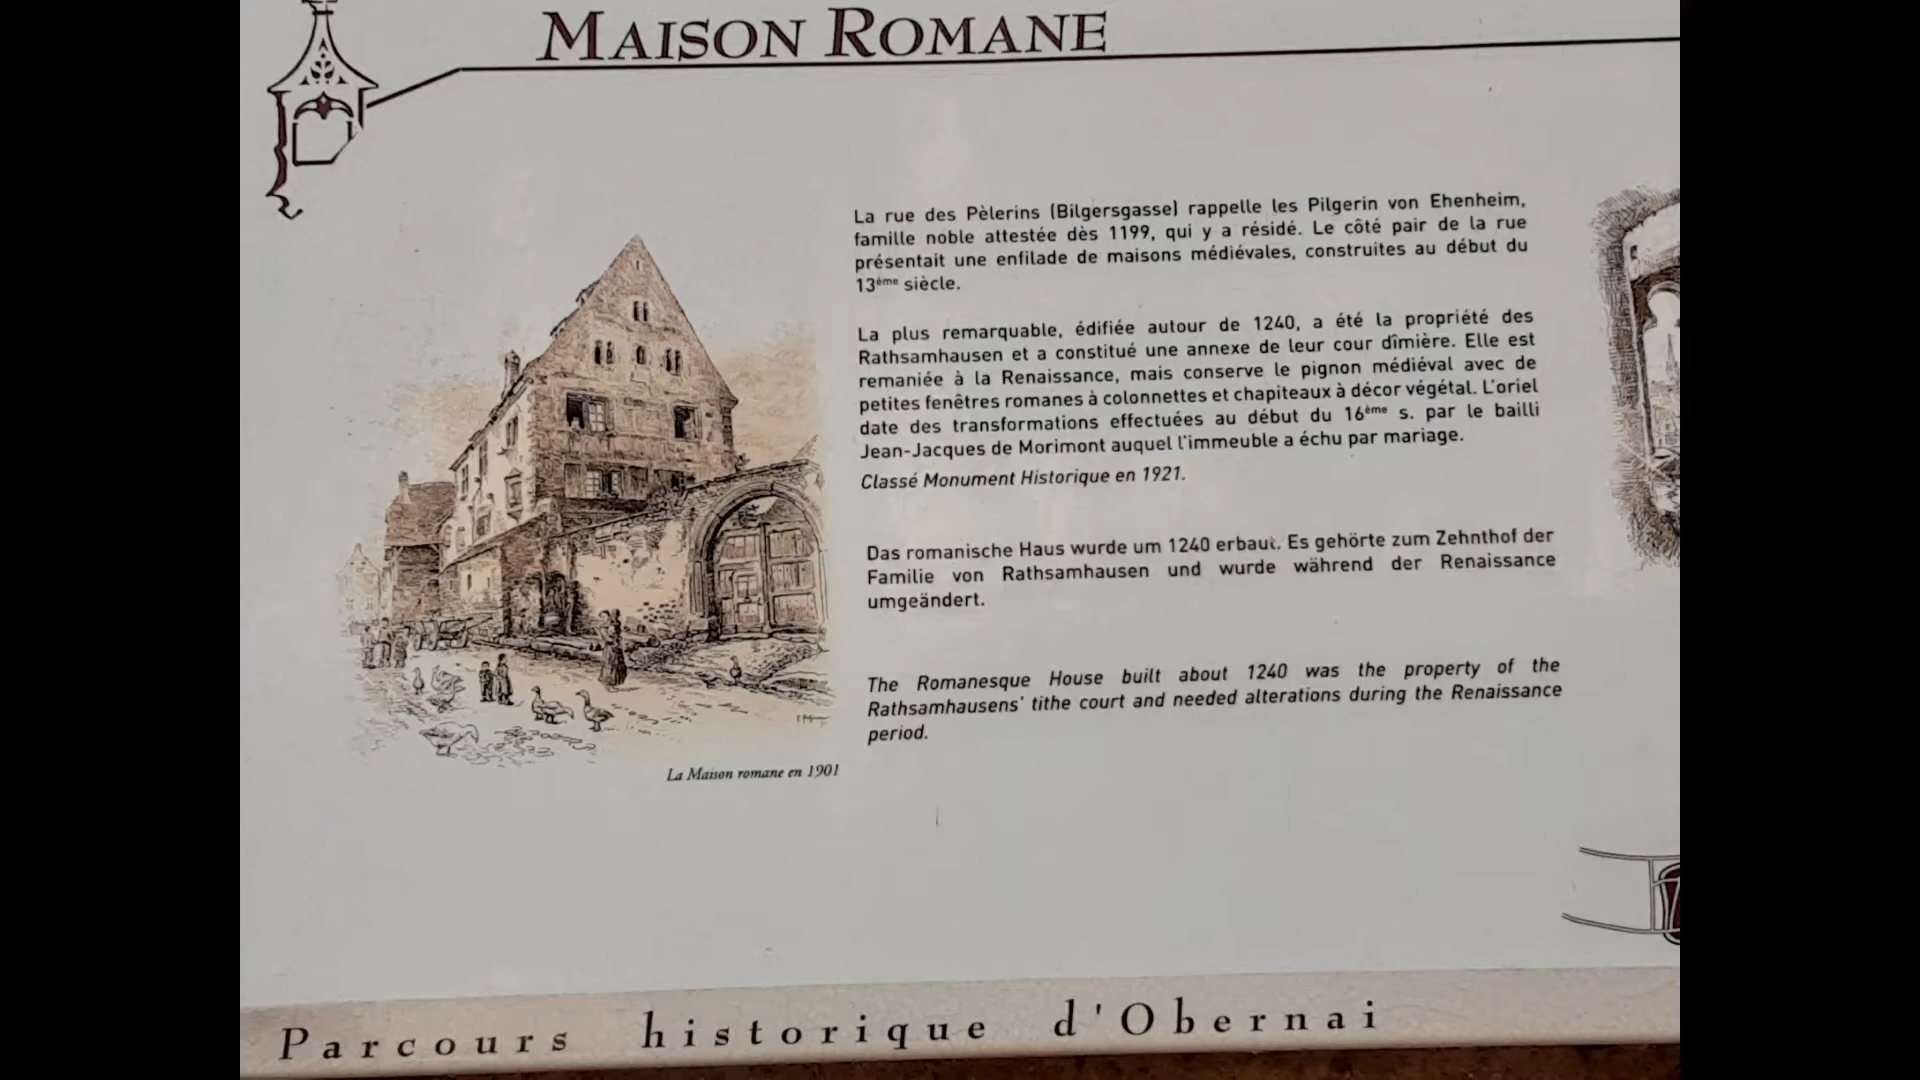 MAISON ROMANE
La rue des Pèlerins (Bilgersgasse) rappelle les Pilgerin von Ehenheim,
famille noble attestée dès 1199, qui y a résidé. Le côté pair de la rue
présentait une enfilade de maisons médiévales, construites au début du
13ème siècle.
La plus remarquable, édifiée autour de 1240, a été la propriété des
Rathsamhausen et a constitué une annexe de leur cour dîmière. Elle est
remaniée à la Renaissance, mais conserve le pignon médiéval avec de
petites fenêtres romanes à colonnettes et chapiteaux à décor végétal. L'oriel
date des transformations effectuées au début du 16ème s. par le bailli
Jean-Jacques de Morimont auquel l'immeuble a échu par mariage.
Classé Monument Historique en 1921.
Das romanische Haus wurde um 1240 erbaut. Es gehörte zum Zehnthof der
Familie von Rathsamhausen und wurde während der Renaissance
umgeändert.
The Romanesque House built about 1240 was the property of the
Rathsamhausens' tithe court and needed alterations during the Renaissance
period.
La Maison romane en 1901
Parcours historique d'Obernai